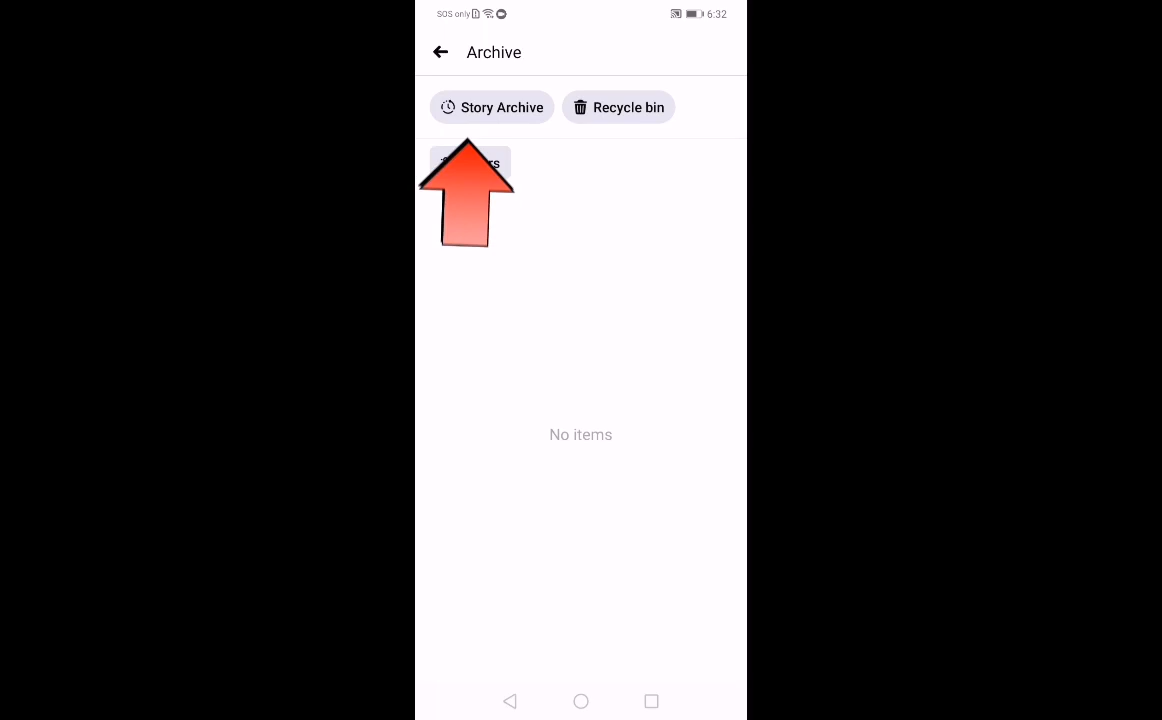 SOS only
6:32
Archive
Story Archive
Recycle bin
No items